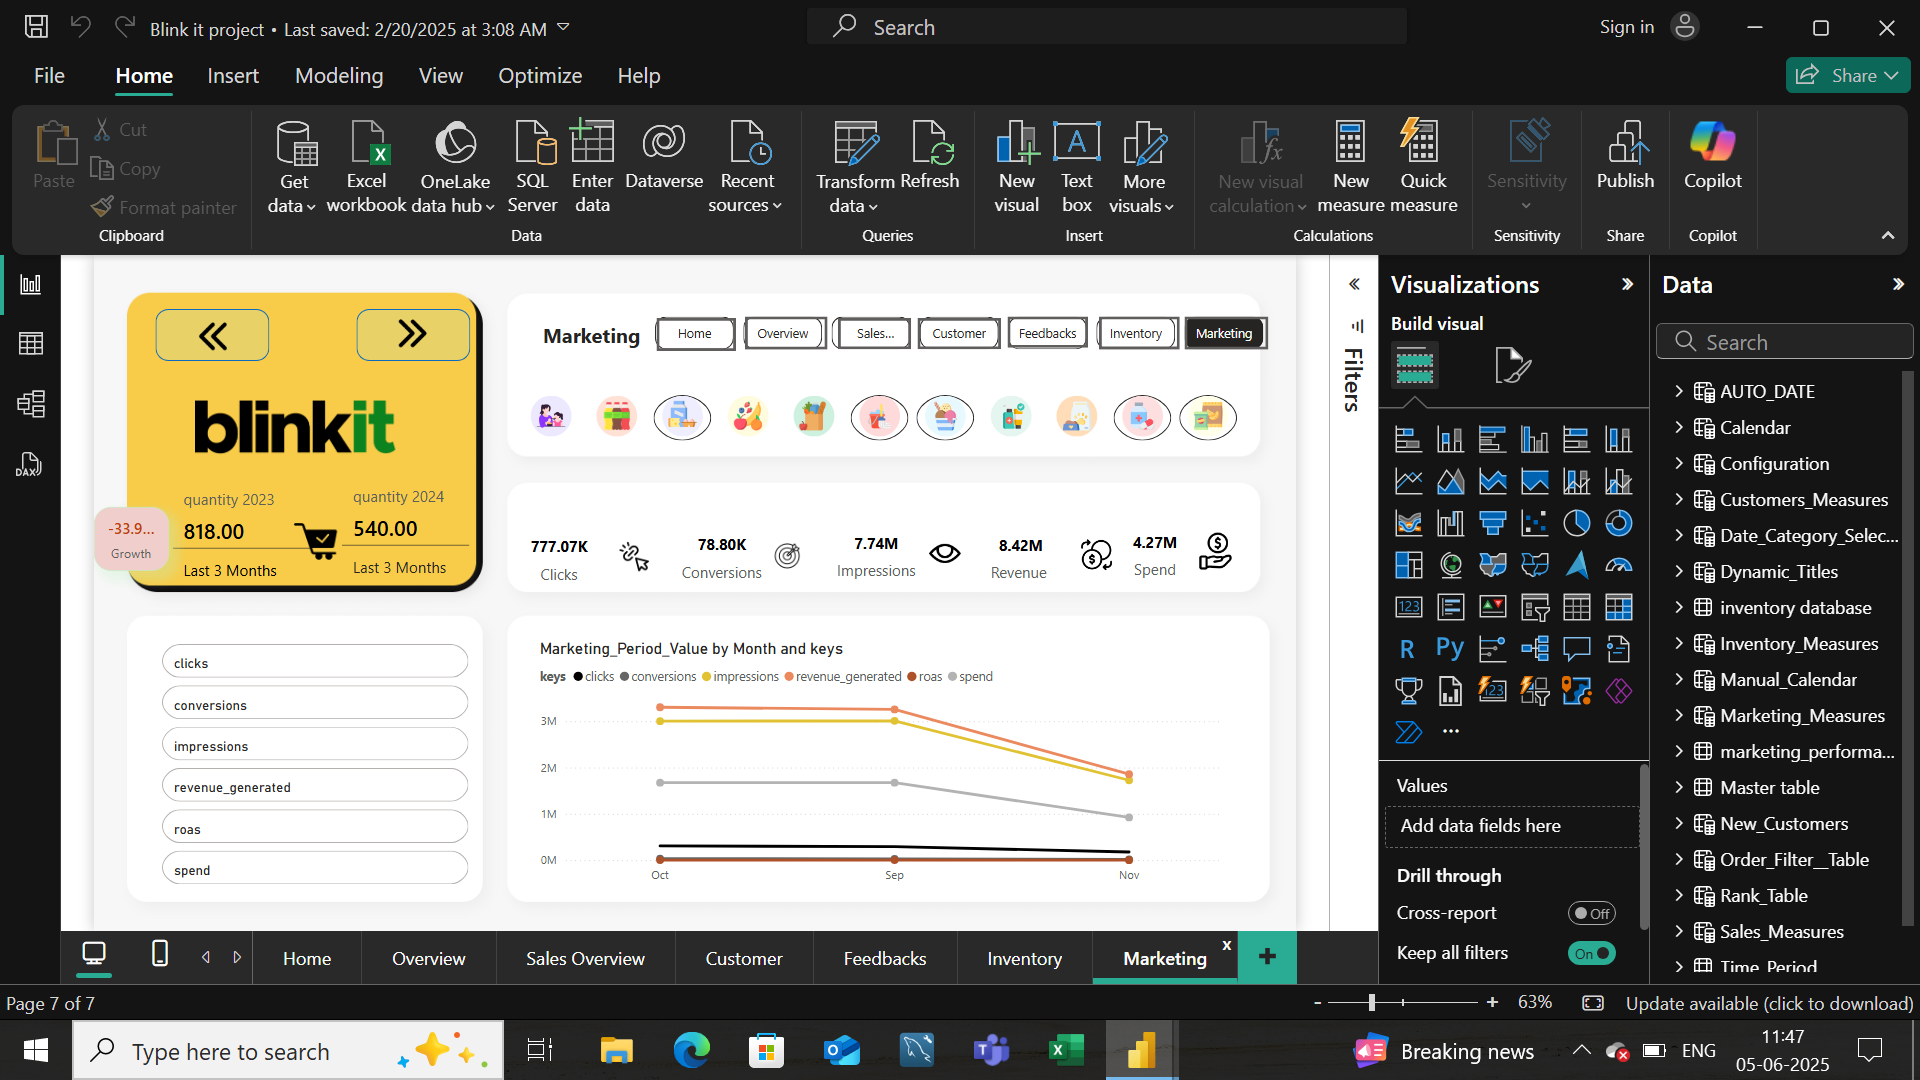 Blink it project • Last saved: 2/20/2025 at 3:08 AM
Search
Sign in
File Home Insert Modeling View Optimize Help
Share
Paste
Cut
Copy
Format painter
Clipboard
Get data
Excel workbook
OneLake data hub
SQL Server
Enter data
Dataverse
Recent sources
Data
Transform data
Refresh
Queries
New visual
Text box
More visuals
Insert
New visual calculation
New measure
Quick measure
Calculations
Sensitivity
Sensitivity
Publish
Share
Copilot
Copilot
DAX
blinkit
quantity 2023
818.00
Last 3 Months
quantity 2024
540.00
Last 3 Months
-33.9...
Growth
Marketing
Home
Overview
Sales...
Customer
Feedbacks
Inventory
Marketing
777.07K
Clicks
78.80K
Conversions
7.74M
Impressions
8.42M
Revenue
4.27M
Spend
clicks
conversions
impressions
revenue_generated
roas
spend
Marketing_Period_Value by Month and keys
keys clicks conversions impressions revenue_generated roas spend
3M
2M
1M
0M
Oct Sep Nov
Filters
Visualizations
Build visual
123
R
Py
123
Values
Add data fields here
Drill through
Cross-report
Off
Keep all filters
On
Data
Search
AUTO_DATE
Calendar
Configuration
Customers_Measures
Date_Category_Selec...
Dynamic_Titles
inventory database
Inventory_Measures
Manual_Calendar
Marketing_Measures
marketing_performa...
Master table
New_Customers
Order_Filter__Table
Rank_Table
Sales_Measures
Time_Period
Home
Overview
Sales Overview
Customer
Feedbacks
Inventory
Marketing
x
+
Page 7 of 7
- + 63%
Update available (click to download)
Type here to search
Breaking news
ENG
11:47
05-06-2025